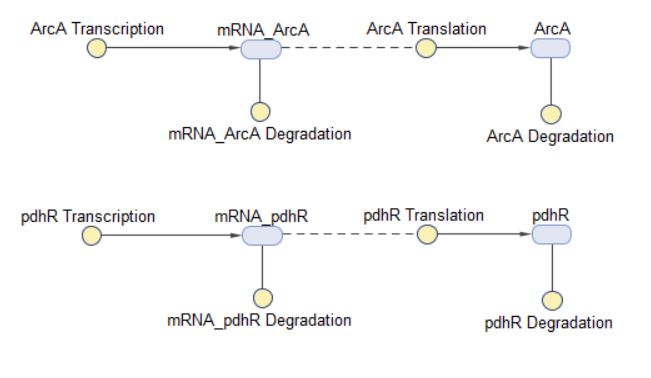 ArcA Transcription
mRNA_ArcA
ArcA Translation
ArcA
mRNA_ArcA Degradation
ArcA Degradation
pdhR Transcription
mRNA_pdhR
pdhR Translation
pdhR
mRNA_pdhR Degradation
pdhR Degradation